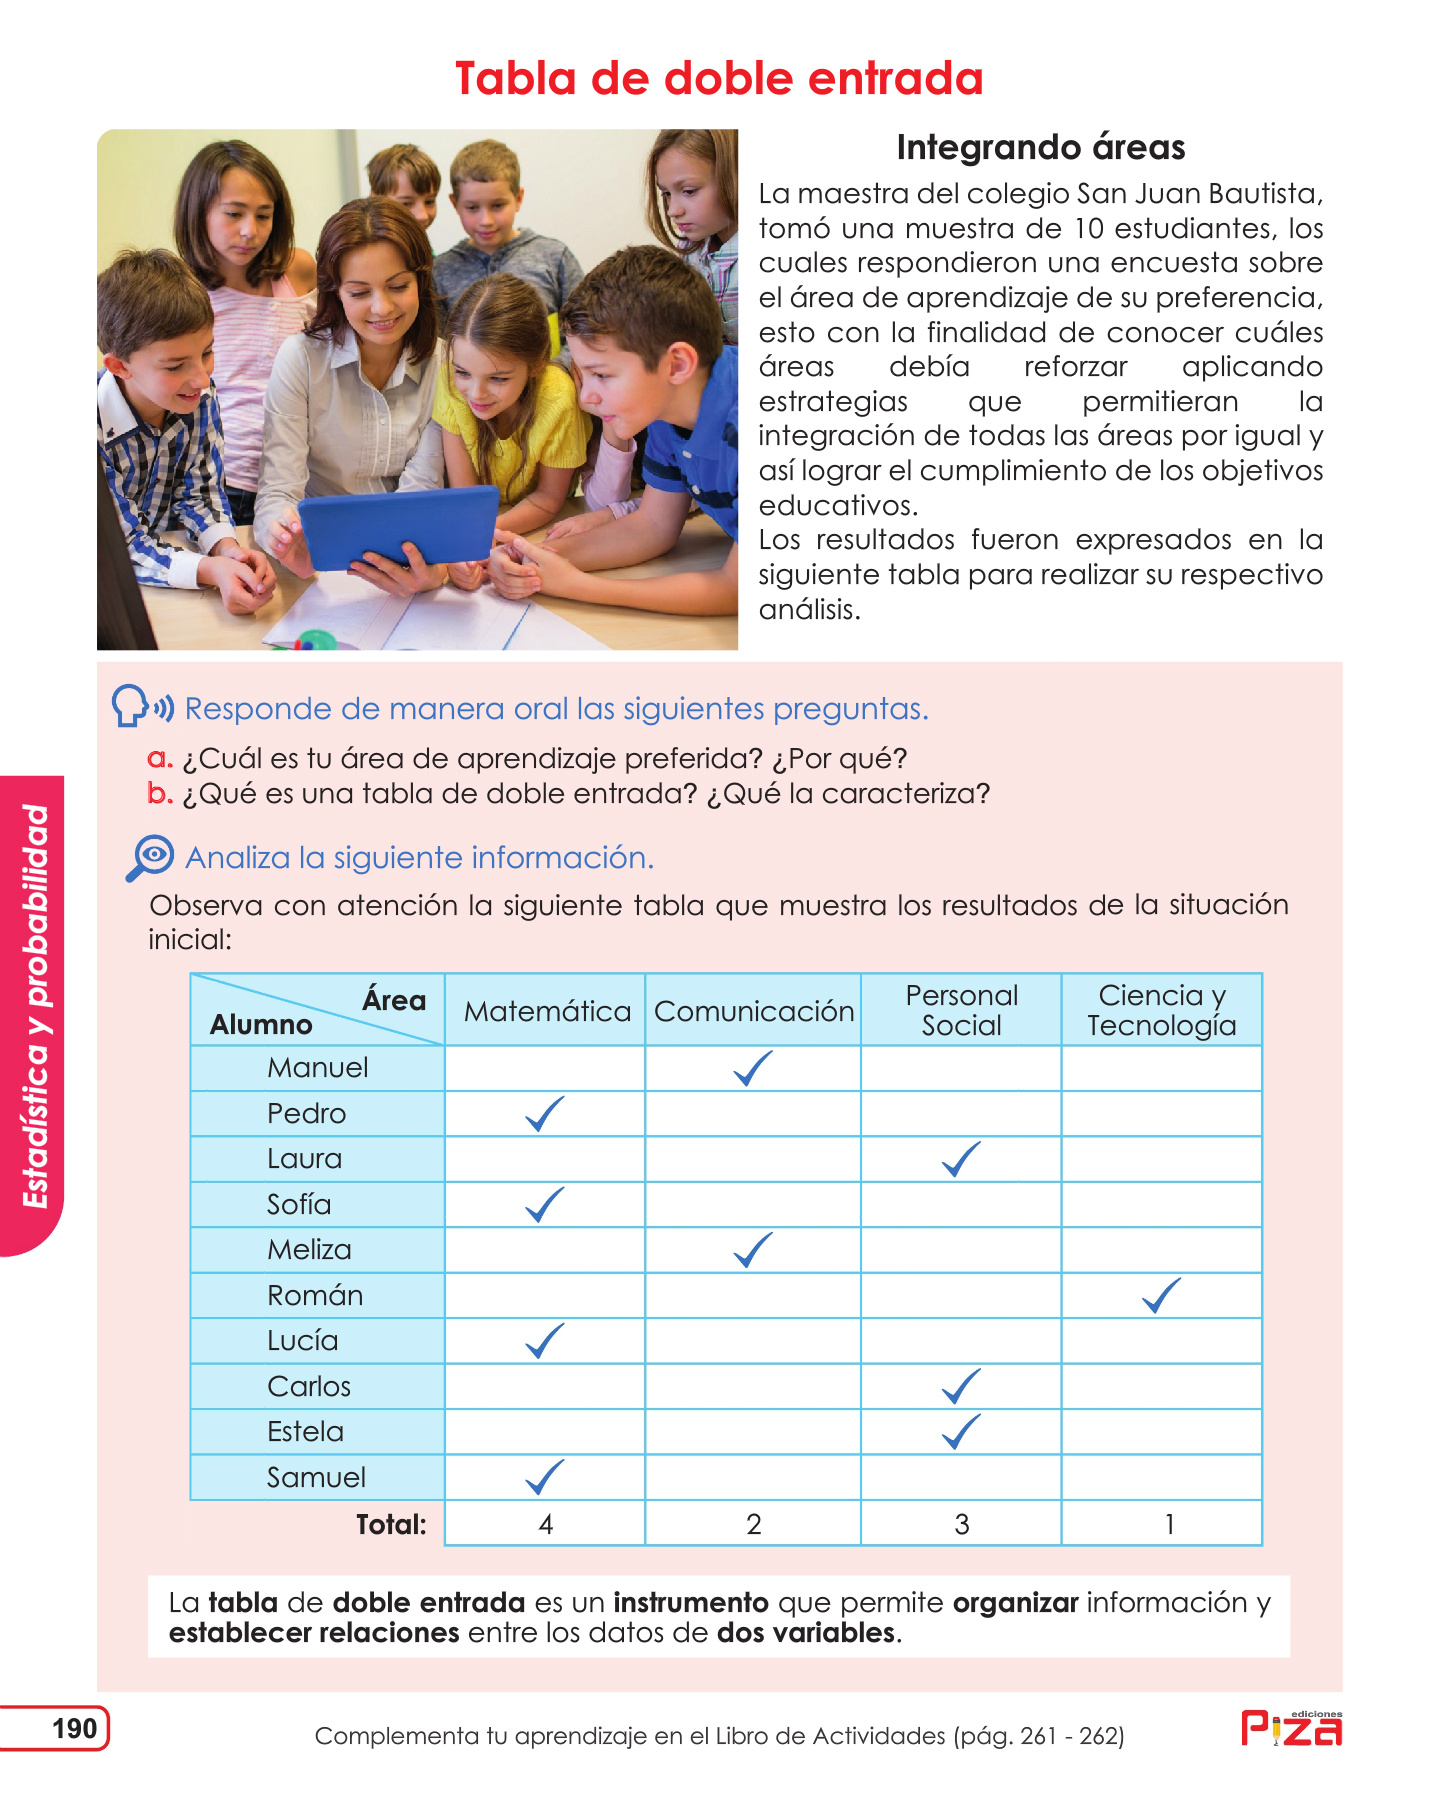 Tabla de doble entrada
Integrando áreas
La maestra del colegio San Juan Bautista,
tomó una muestra de 10 estudiantes, los
cuales respondieron una encuesta sobre
el área de aprendizaje de su preferencia,
esto con la finalidad de conocer cuáles
áreas debía reforzar aplicando
estrategias que permitieran la
integración de todas las áreas por igual y
así lograr el cumplimiento de los objetivos
educativos.
Los resultados fueron expresados en la
siguiente tabla para realizar su respectivo
análisis.
Responde de manera oral las siguientes preguntas.
a. ¿Cuál es tu área de aprendizaje preferida? ¿Por qué?
b. ¿Qué es una tabla de doble entrada? ¿Qué la caracteriza?
Analiza la siguiente información.
Observa con atención la siguiente tabla que muestra los resultados de la situación
inicial:
Área
Alumno
Matemática
Comunicación
Personal
Social
Ciencia y
Tecnología
Manuel
Pedro
Laura
Sofía
Meliza
Román
Lucía
Carlos
Estela
Samuel
Total: 4 2 3 1
La tabla de doble entrada es un instrumento que permite organizar información y
establecer relaciones entre los datos de dos variables.
Estadística y probabilidad
190
Complementa tu aprendizaje en el Libro de Actividades (pág. 261 - 262)
ediciones
Piza